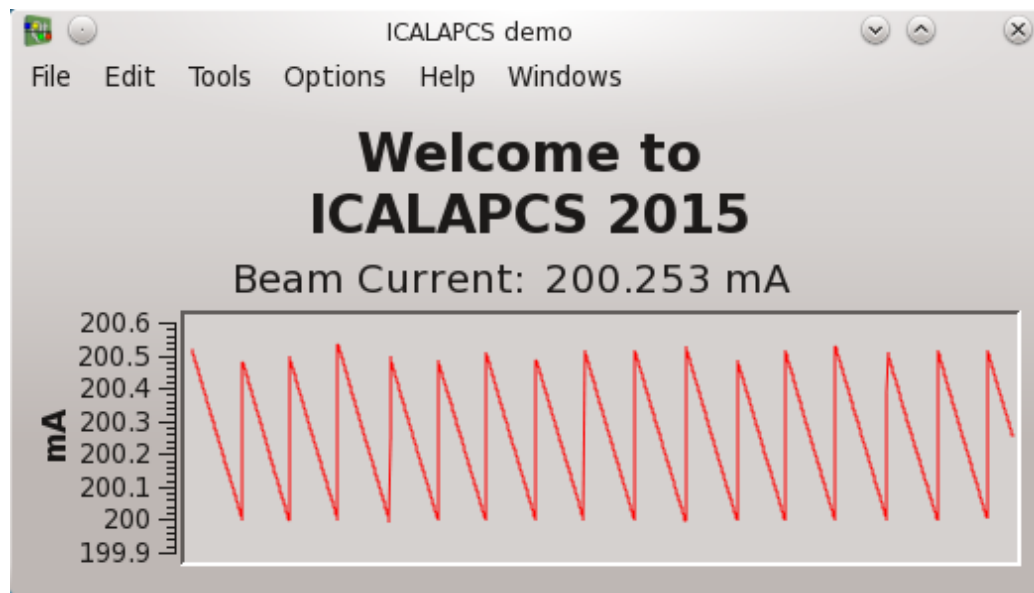 ICALAPCS demo
File Edit Tools Options Help Windows
Welcome to
ICALAPCS 2015
Beam Current: 200.253 mA
mA
200.6
200.5
200.4
200.3
200.2
200.1
200
199.9